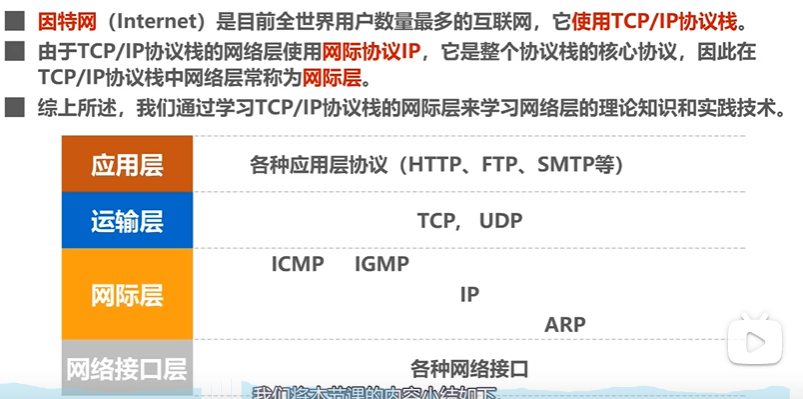 因特网（Internet）是目前全世界用户数量最多的互联网，它使用TCP/IP协议栈。
由于TCP/IP协议栈的网络层使用网际协议IP，它是整个协议栈的核心协议，因此在
TCP/IP协议栈中网络层常称为网际层。
综上所述，我们通过学习TCP/IP协议栈的网际层来学习网络层的理论知识和实践技术。
应用层 各种应用层协议（HTTP、FTP、SMTP等）
运输层 TCP， UDP
ICMP IGMP
网际层 IP
ARP
网络接口层 各种网络接口
我们将本节课的内容小结如下